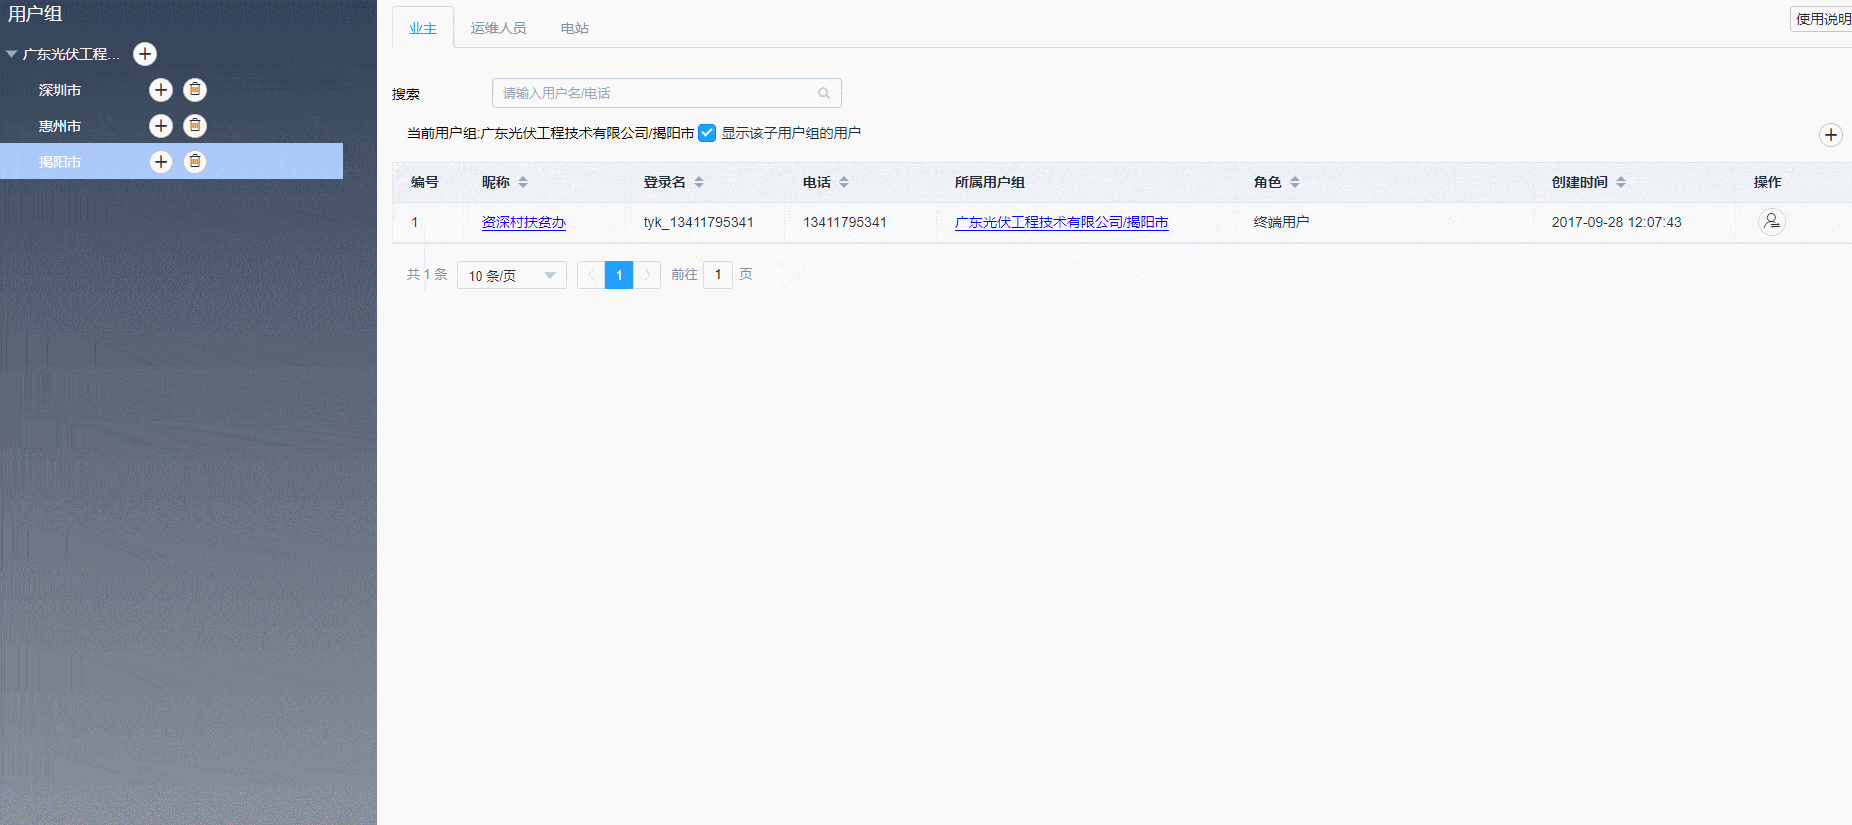 用户组
广东光伏工程...
深圳市
惠州市
揭阳市
业主 运维人员 电站
使用说明
搜索 请输入用户名/电话
当前用户组:广东光伏工程技术有限公司/揭阳市 显示该子用户组的用户
编号 昵称 登录名 电话 所属用户组 角色 创建时间 操作
1 资深村扶贫办 tyk_13411795341 13411795341 广东光伏工程技术有限公司/揭阳市 终端用户 2017-09-28 12:07:43
共 1 条 10 条/页 1 前往 1 页